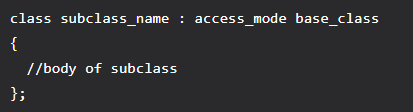 class subclass_name : access_mode base_class
{
  //body of subclass
};